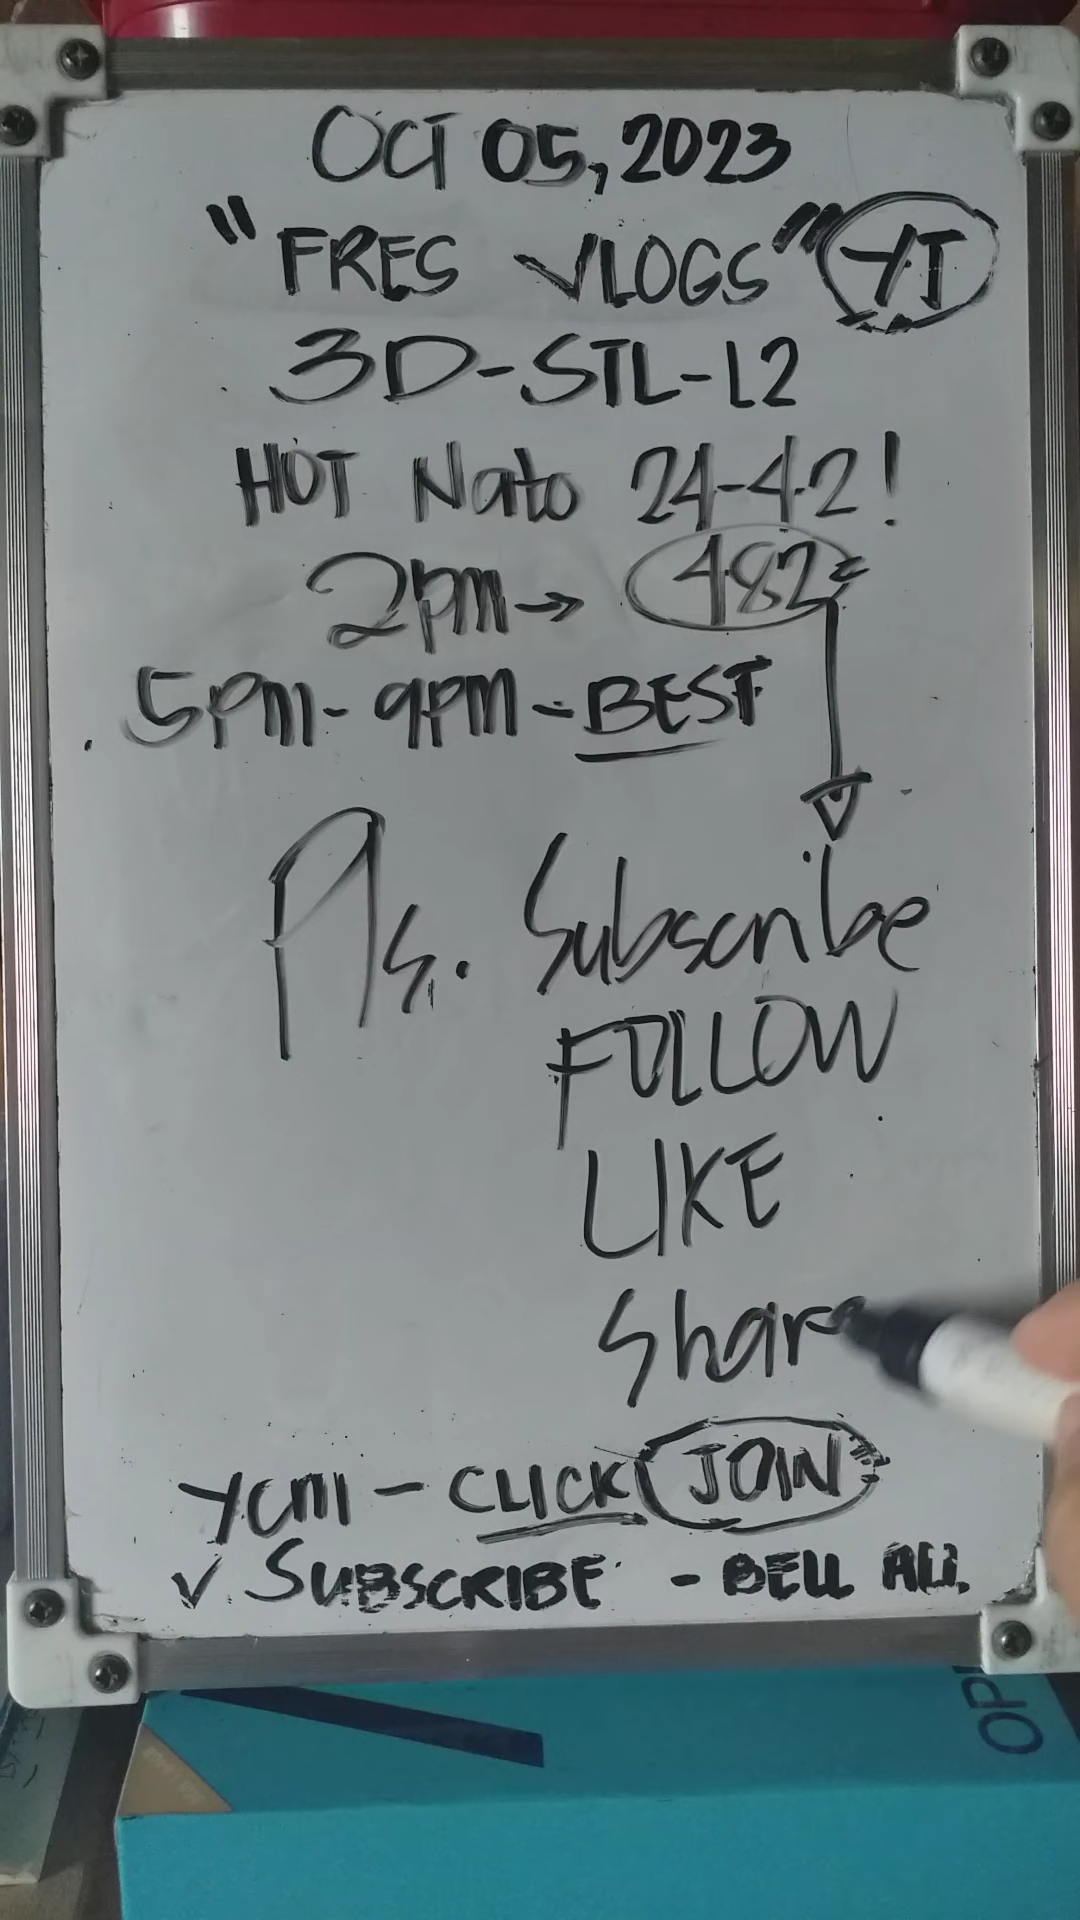 OCT 05, 2023
"FRES VLOGS" YT
3D-STL-L2
HOT Nato 24-42!
2pm → 482
5pm-9pm-BEST
Pls. Subscribe
FOLLOW
LIKE
Share
CLICK JOIN
✓ SUBSCRIBE - BELL ALL